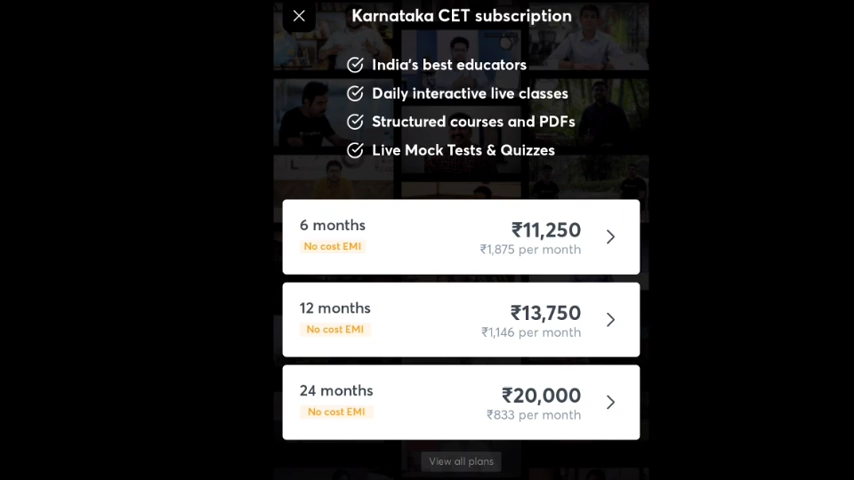 Karnataka CET subscription
India's best educators
Daily interactive live classes
Structured courses and PDFs
Live Mock Tests & Quizzes
6 months
₹11,250
No cost EMI
₹1,875 per month
12 months
₹13,750
No cost EMI
₹1,146 per month
24 months
₹20,000
No cost EMI
₹833 per month
View all plans